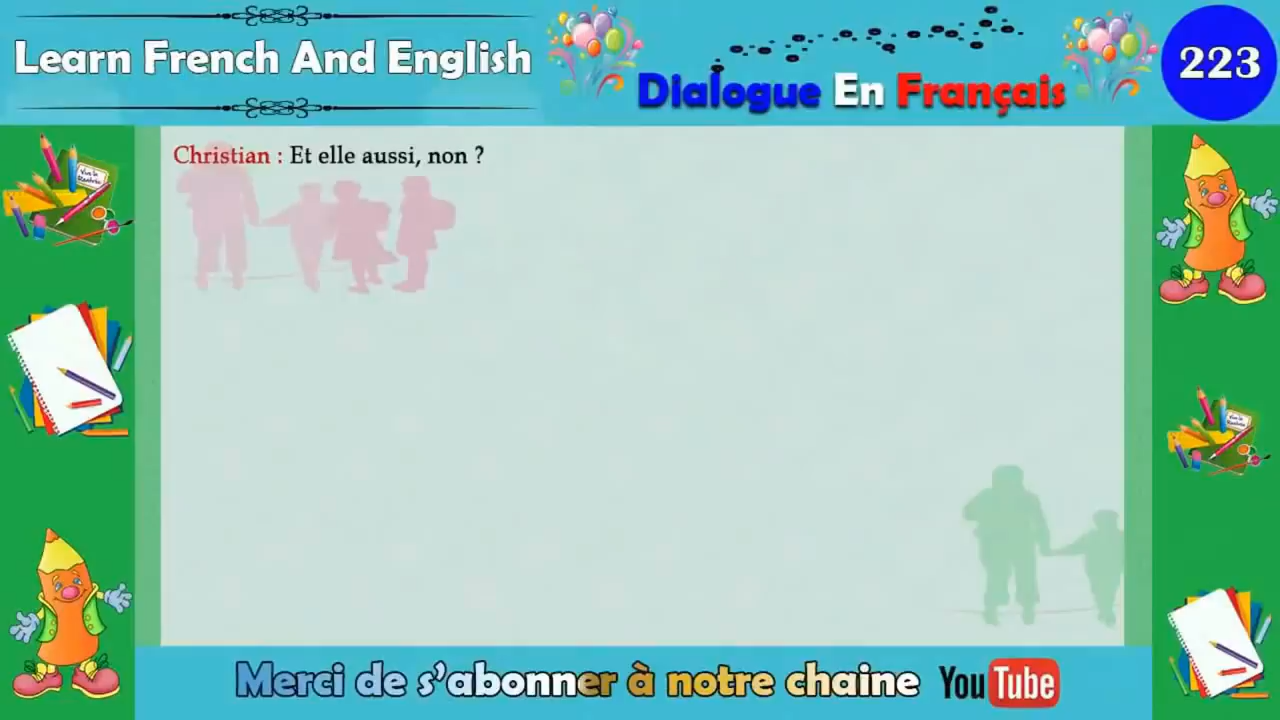 Learn French And English
Dialogue En Français
223
Christian : Et elle aussi, non ?
Merci de s'abonner à notre chaine YouTube